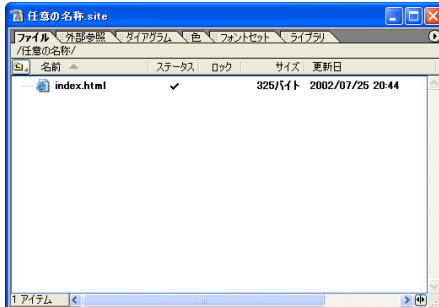 任意の名称.site
ファイル 外部参照 ダイアグラム 色 フォントセット ライブラリ
/任意の名称/
名前 ステータス ロック サイズ 更新日
index.html 325バイト 2002/07/25 20:44
1 アイテム